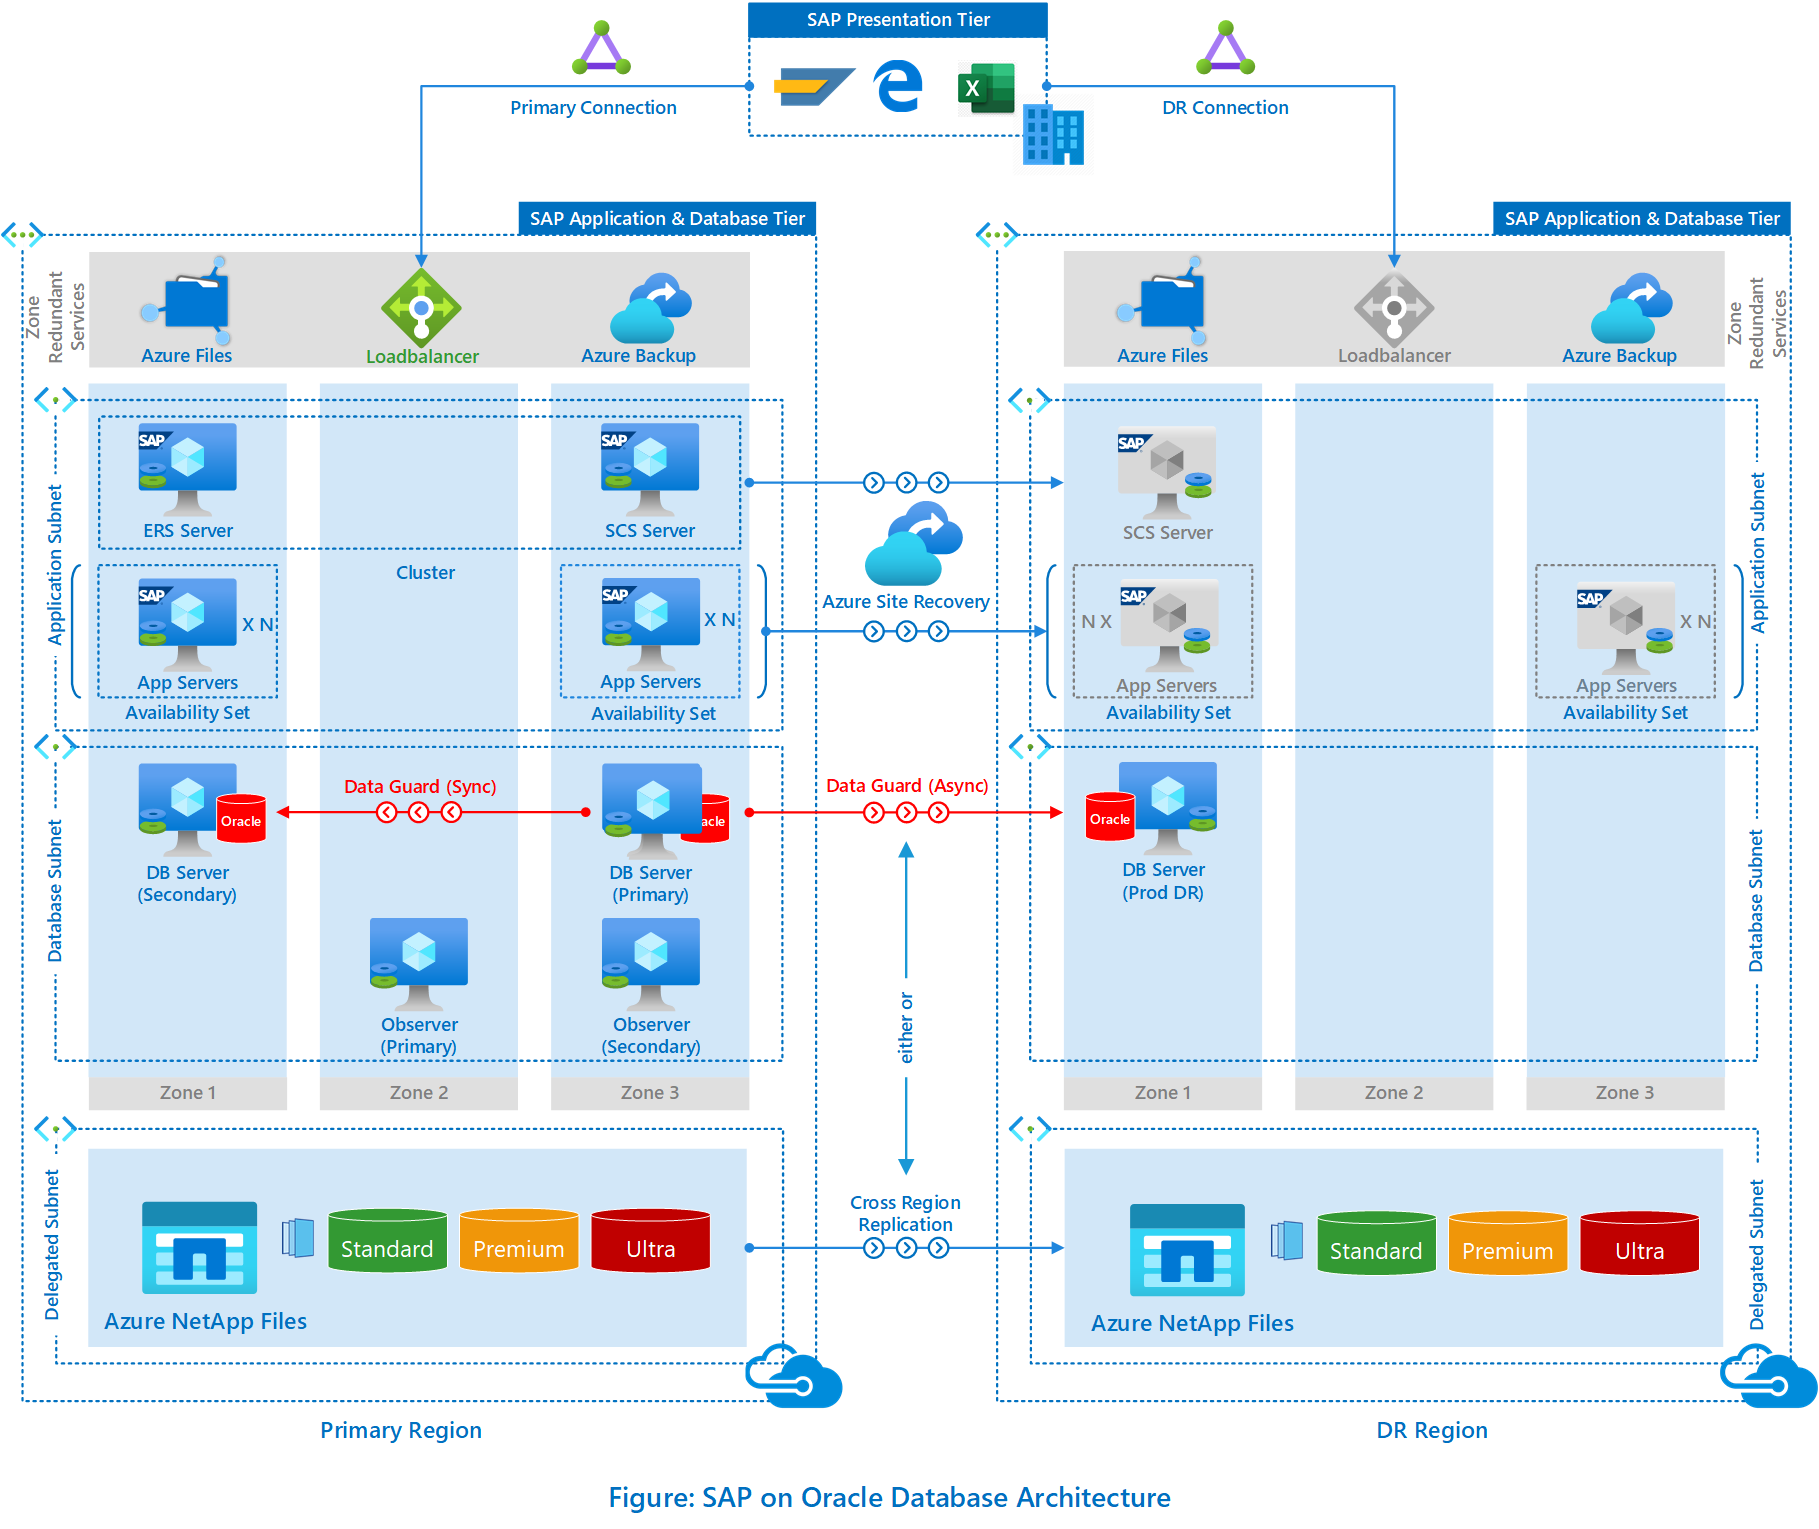 SAP Presentation Tier
Primary Connection
X
DR Connection
SAP Application & Database Tier
SAP Application & Database Tier
Zone
Redundant
Services
Azure Files
Loadbalancer
Azure Backup
Azure Files
Loadbalancer
Azure Backup
Zone
Redundant
Services
Application Subnet
SAP
ERS Server
SAP
SCS Server
Cluster
SAP
X N
App Servers
Availability Set
SAP
X N
App Servers
Availability Set
Azure Site Recovery
SAP
SCS Server
N X
SAP
App Servers
Availability Set
SAP
X N
App Servers
Availability Set
Application Subnet
Database Subnet
Oracle
DB Server
(Secondary)
Data Guard (Sync)
acle
DB Server
(Primary)
Observer
(Primary)
Observer
(Secondary)
Data Guard (Async)
either or
Oracle
DB Server
(Prod DR)
Database Subnet
Zone 1
Zone 2
Zone 3
Zone 1
Zone 2
Zone 3
Delegated Subnet
Standard
Premium
Ultra
Azure NetApp Files
Cross Region
Replication
Standard
Premium
Ultra
Azure NetApp Files
Delegated Subnet
Primary Region
DR Region
Figure: SAP on Oracle Database Architecture